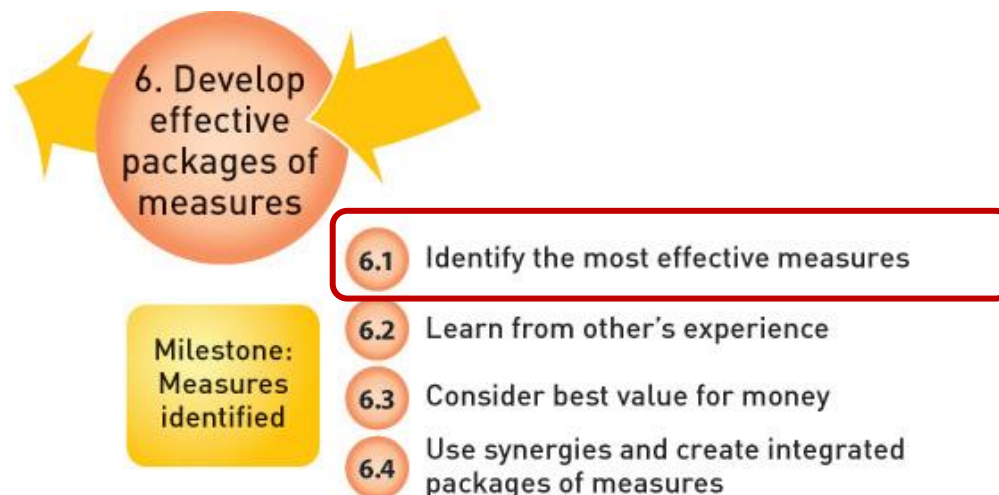 6. Develop
effective
packages of
measures
6.1 Identify the most effective measures
6.2 Learn from other's experience
Milestone:
Measures
identified
6.3 Consider best value for money
6.4 Use synergies and create integrated
packages of measures